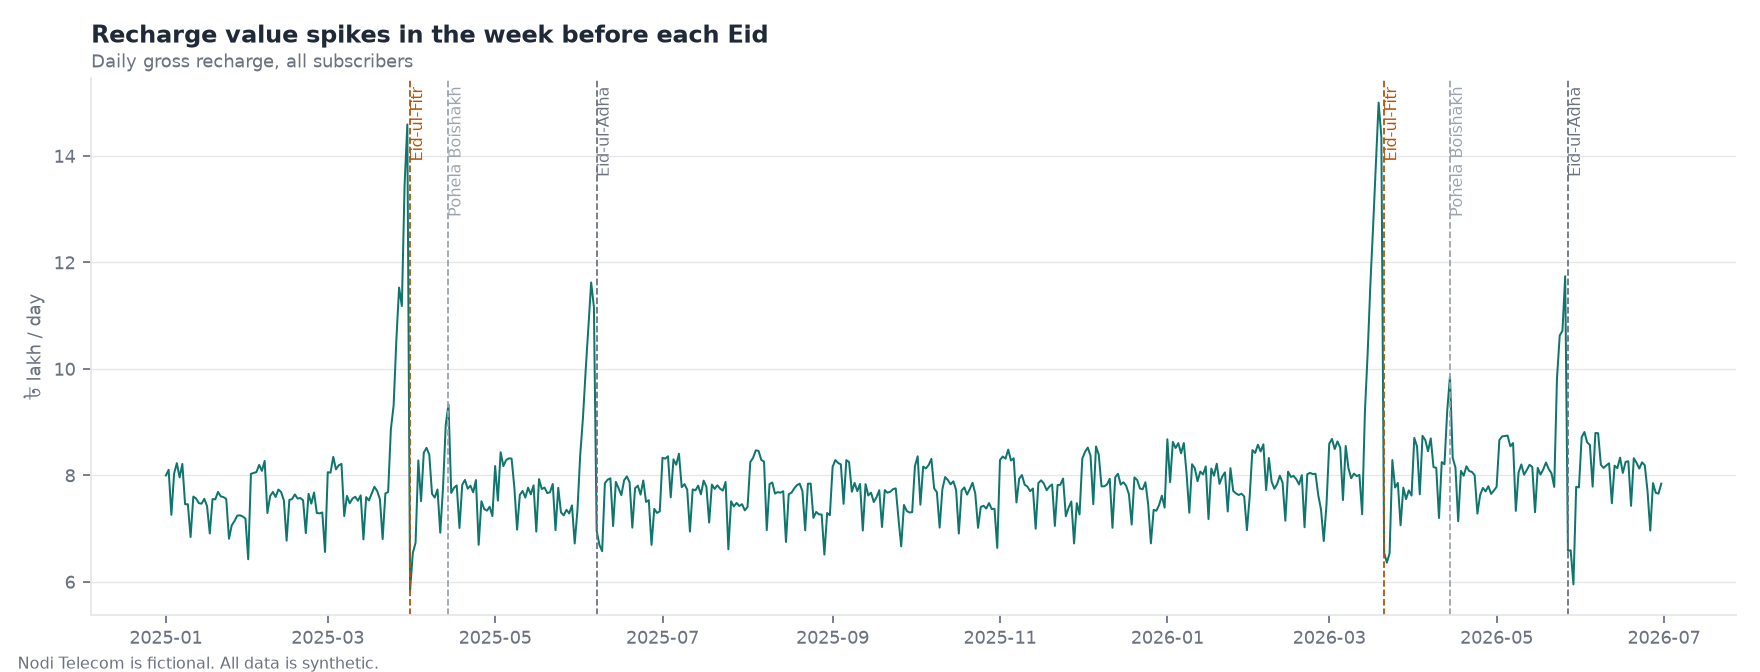 Recharge value spikes in the week before each Eid
Daily gross recharge, all subscribers
৳ lakh / day
14
12
10
8
6
Eid-ul-Fitr
Pohela Boishakh
Eid-ul-Adha
Eid-ul-Fitr
Pohela Boishakh
Eid-ul-Adha
2025-01
2025-03
2025-05
2025-07
2025-09
2025-11
2026-01
2026-03
2026-05
2026-07
Nodi Telecom is fictional. All data is synthetic.